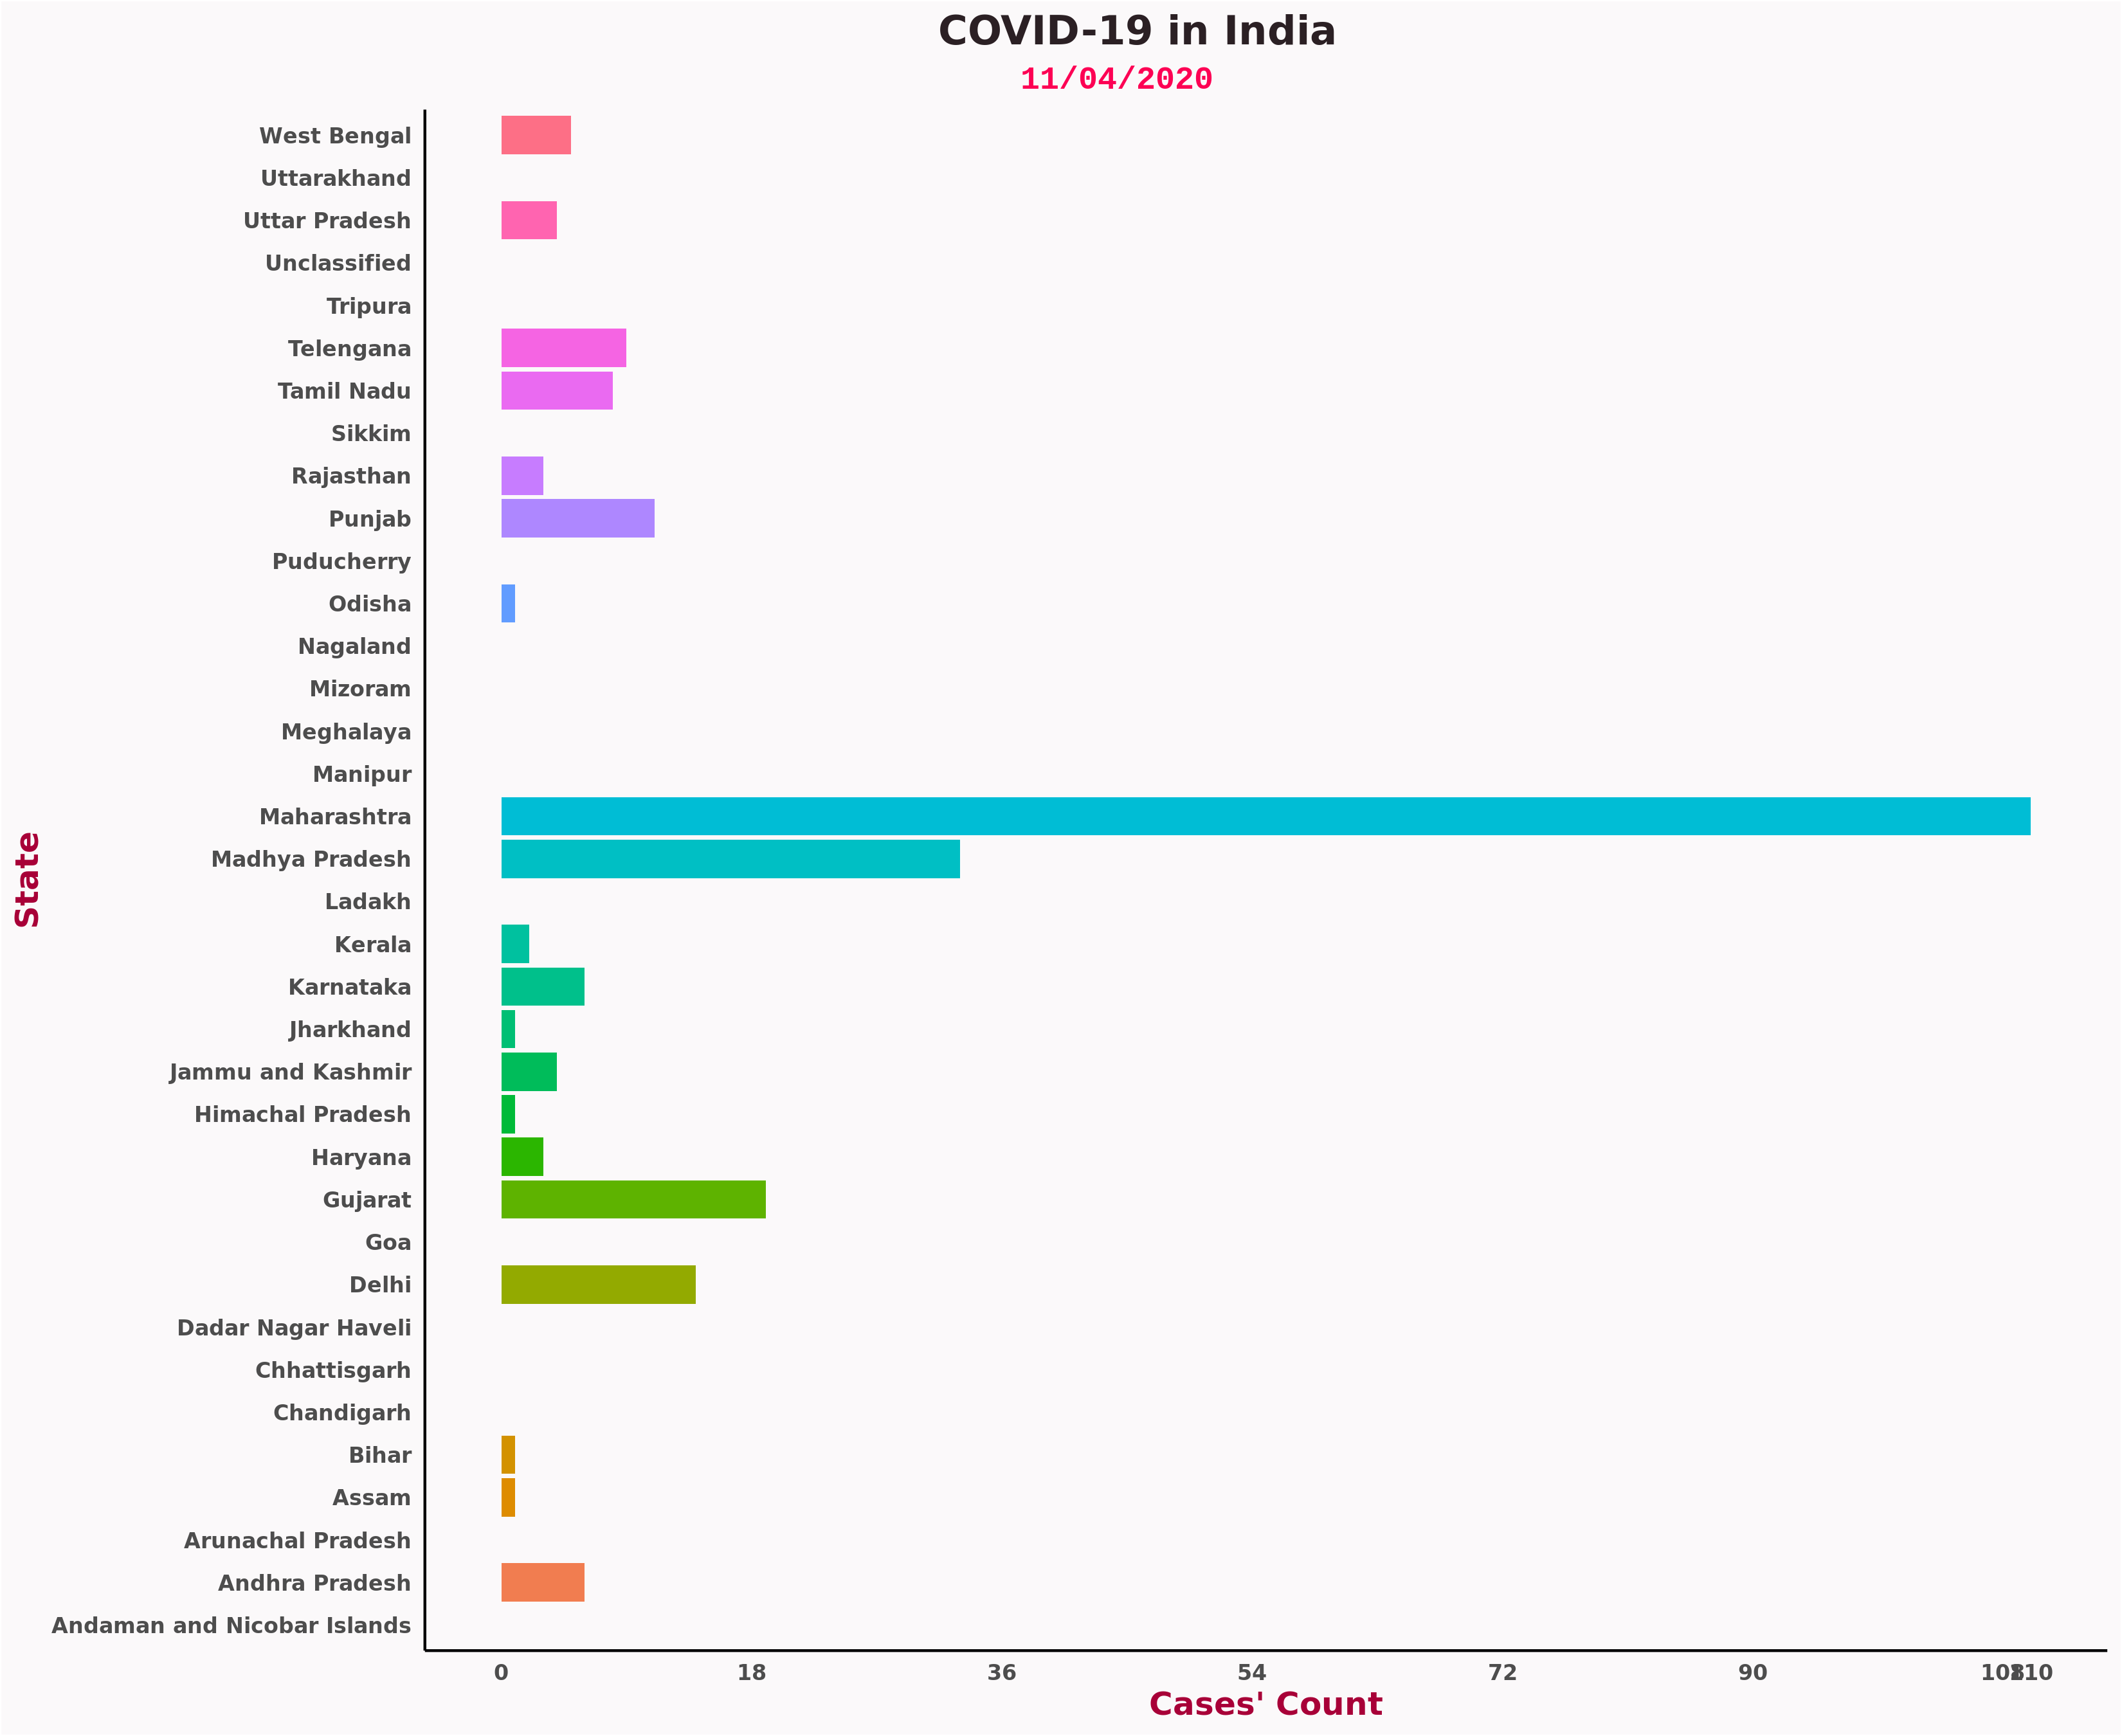 COVID-19 in India
11/04/2020
West Bengal
Uttarakhand
Uttar Pradesh
Unclassified
Tripura
Telengana
Tamil Nadu
Sikkim
Rajasthan
Punjab
Puducherry
Odisha
Nagaland
Mizoram
Meghalaya
Manipur
Maharashtra
Madhya Pradesh
Ladakh
Kerala
Karnataka
Jharkhand
Jammu and Kashmir
Himachal Pradesh
Haryana
Gujarat
Goa
Delhi
Dadar Nagar Haveli
Chhattisgarh
Chandigarh
Bihar
Assam
Arunachal Pradesh
Andhra Pradesh
Andaman and Nicobar Islands
State
0 18 36 54 72 90 108 110
Cases' Count